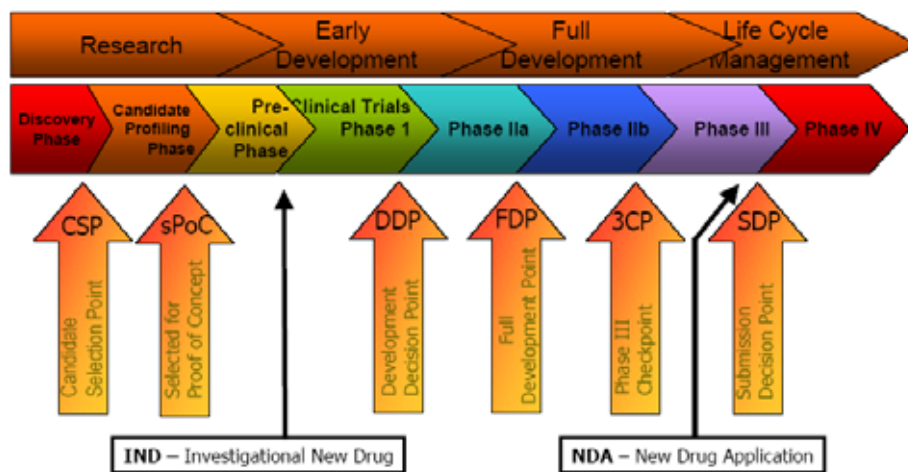 Research
Early
Development
Full
Development
Life Cycle
Management
Discovery
Phase
Candidate
Profiling
Phase
Pre-
clinical
Phase
Clinical Trials
Phase 1
Phase IIa
Phase IIb
Phase III
Phase IV
CSP
Candidate
Selection Point
sPoC
Selected for
Proof of Concept
DDP
Development
Decision Point
FDP
Full
Development Point
3CP
Phase III
Checkpoint
SDP
Submission
Decision Point
IND – Investigational New Drug
NDA – New Drug Application